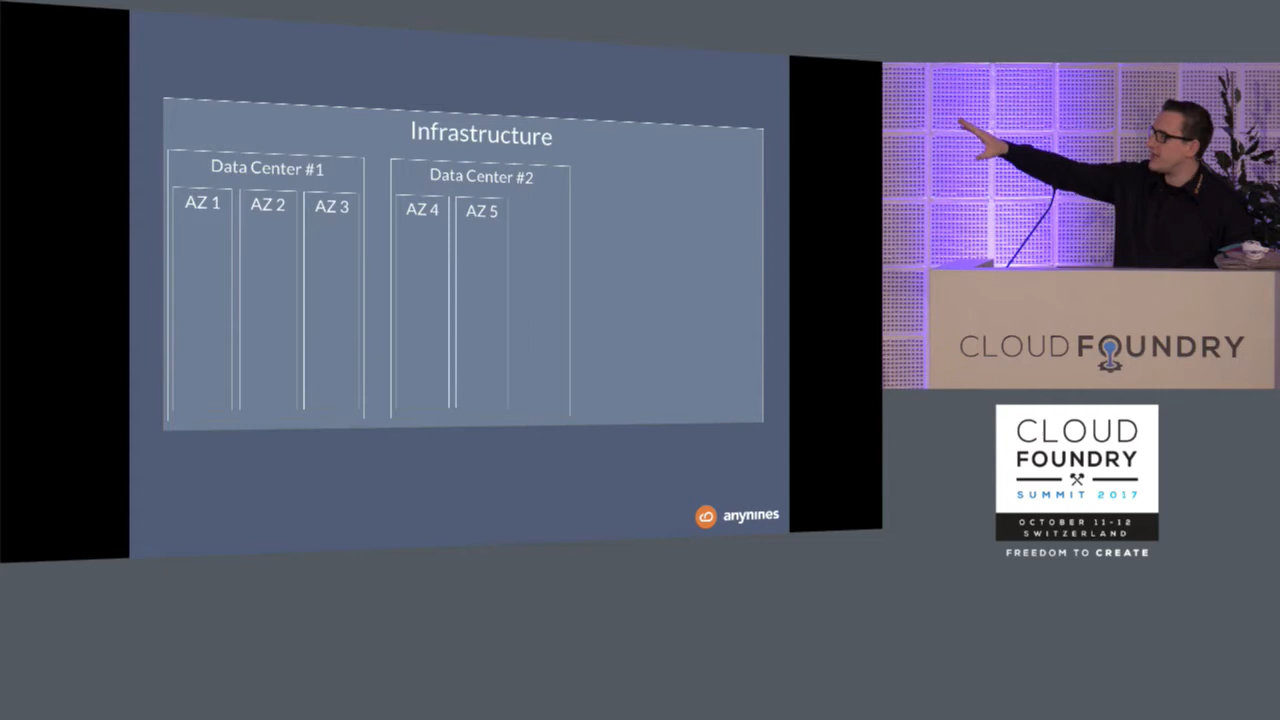 Infrastructure
Data Center #1
Data Center #2
AZ 1
AZ 2
AZ 3
AZ 4
AZ 5
anynines
CLOUD FOUNDRY
CLOUD
FOUNDRY
SUMMIT 2017
OCTOBER 11-12
SWITZERLAND
FREEDOM TO CREATE